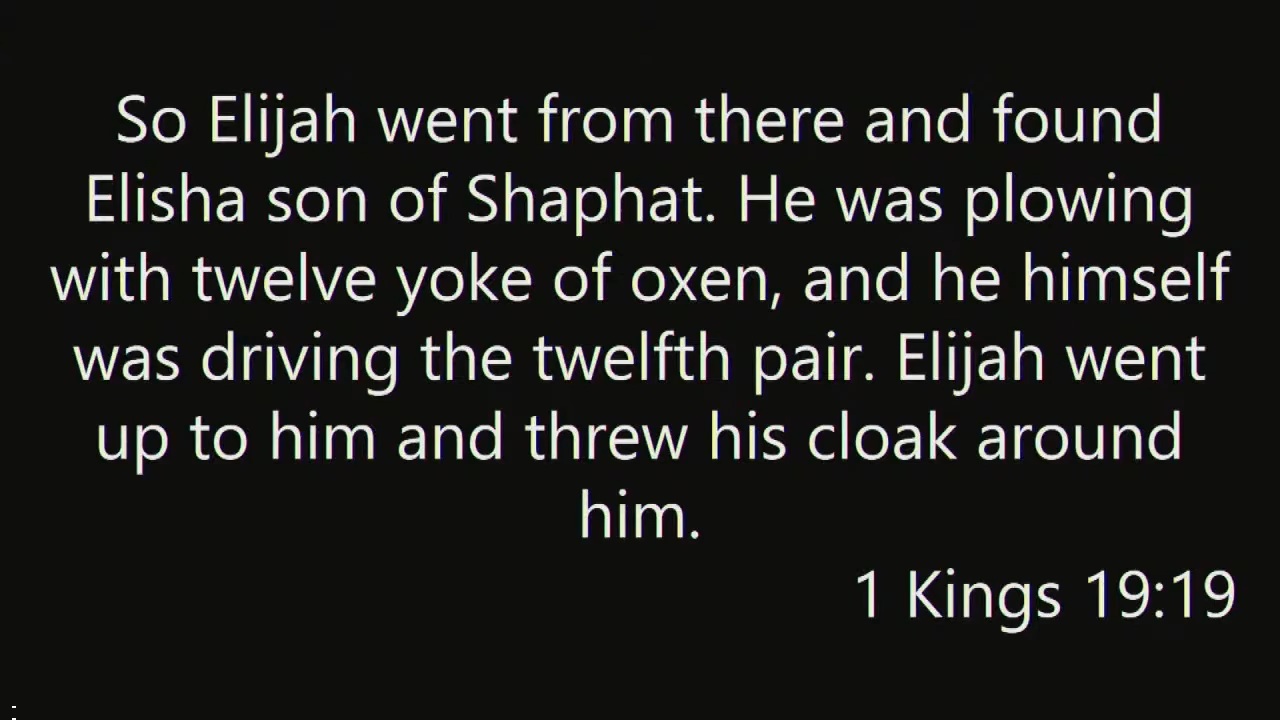 So Elijah went from there and found
Elisha son of Shaphat. He was plowing
with twelve yoke of oxen, and he himself
was driving the twelfth pair. Elijah went
up to him and threw his cloak around
him.
1 Kings 19:19